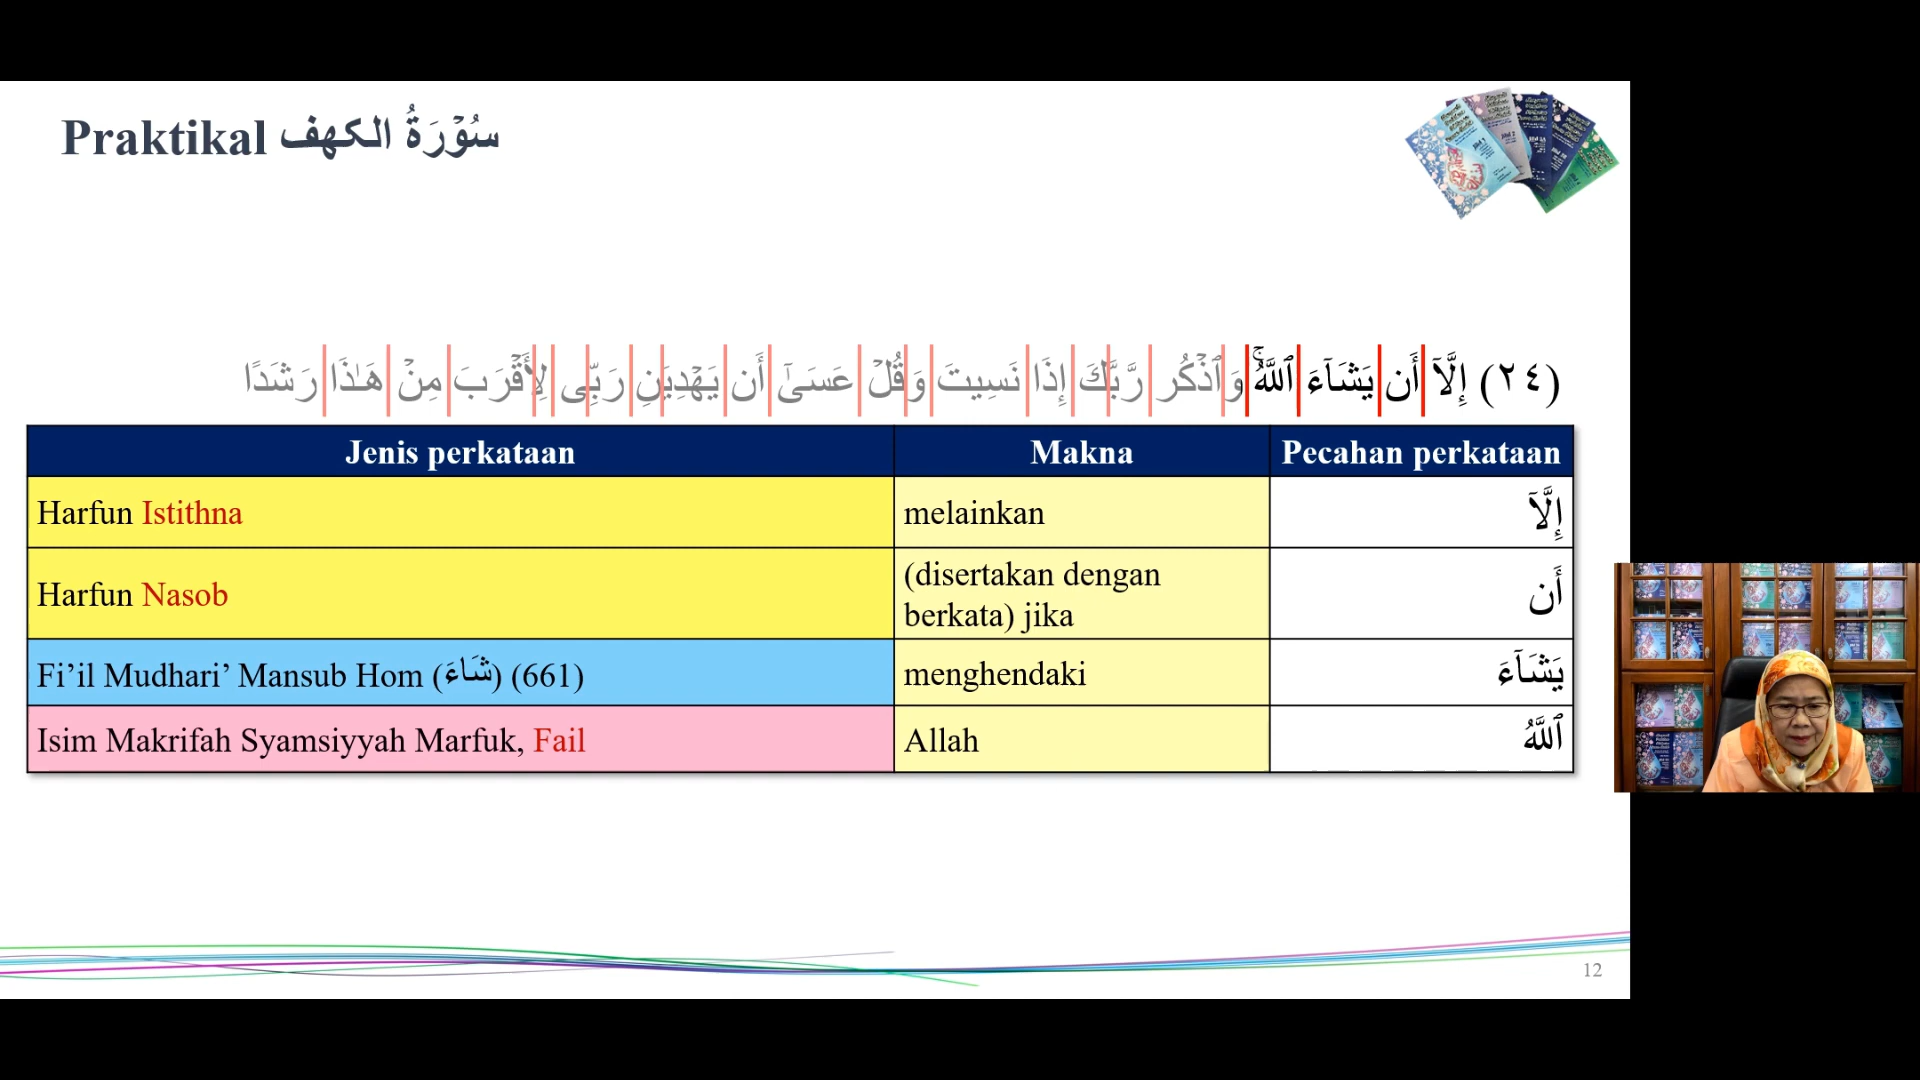 Praktikal سُوْرَةُ الكهف
(٢٤) إِلَّآ أَن يَشَآءَ ٱللَّهُۚ وَٱذْكُر رَّبَّكَ إِذَا نَسِيتَ وَقُلْ عَسَىٰٓ أَن يَهْدِيَنِ رَبِّى لِأَقْرَبَ مِنْ هَـٰذَا رَشَدًا
Jenis perkataan Makna Pecahan perkataan
Harfun Istithna melainkan إِلَّآ
Harfun Nasob (disertakan dengan berkata) jika أَن
Fi’il Mudhari’ Mansub Hom (شَاءَ) (661) menghendaki يَشَآءَ
Isim Makrifah Syamsiyyah Marfuk, Fail Allah ٱللَّهُ
12